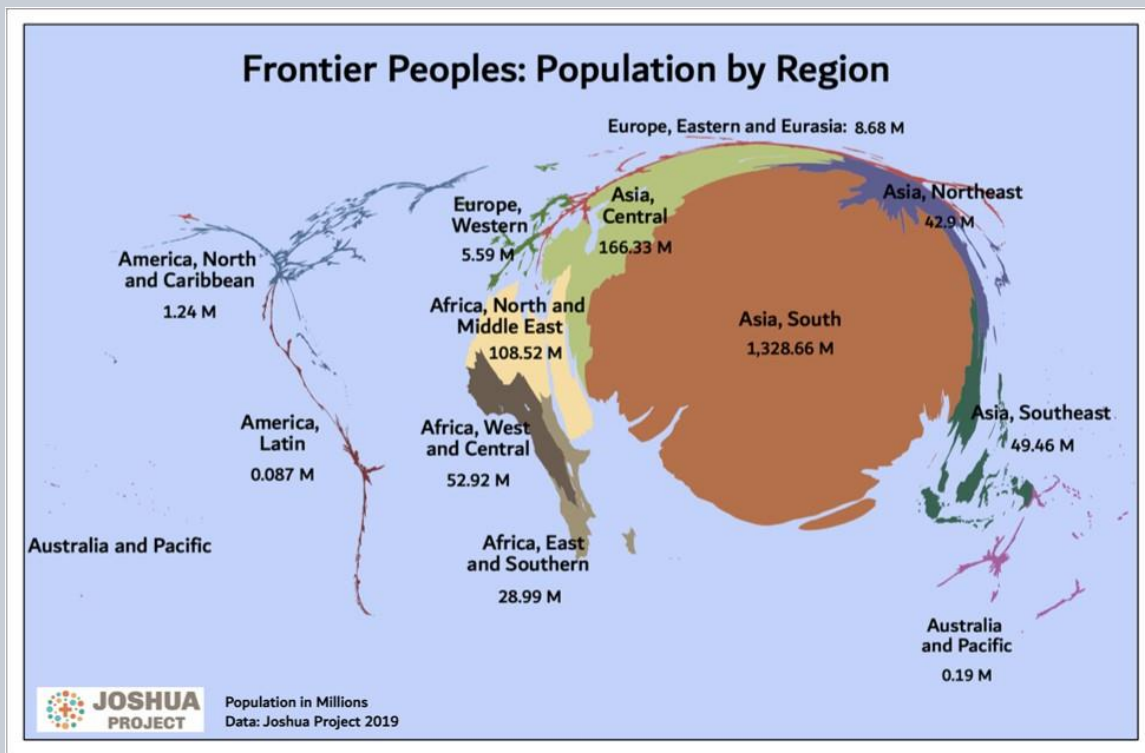 Frontier Peoples: Population by Region
Europe, Eastern and Eurasia: 8.68 M
Asia, Northeast
42.9 M
Asia,
Central
166.33 M
Europe,
Western
5.59 M
America, North
and Caribbean
1.24 M
Africa, North and
Middle East
108.52 M
Asia, South
1,328.66 M
America,
Latin
0.087 M
Africa, West
and Central
52.92 M
Asia, Southeast
49.46 M
Australia and Pacific
Africa, East
and Southern
28.99 M
Australia
and Pacific
0.19 M
JOSHUA
PROJECT
Population in Millions
Data: Joshua Project 2019